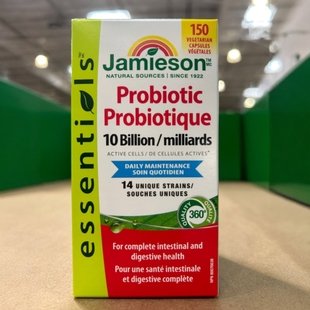 150
VEGETARIAN
CAPSULES
VÉGÉTALES
Jamieson
NATURAL SOURCES | SINCE 1922
essentials
Probiotic
Probiotique
10 Billion/milliards
ACTIVE CELLS / DE CELLULES ACTIVES*
DAILY MAINTENANCE
SOIN QUOTIDIEN
14 UNIQUE STRAINS/
SOUCHES UNIQUES
QUALITY
360°
For complete intestinal and
digestive health
Pour une santé intestinale
et digestive complète